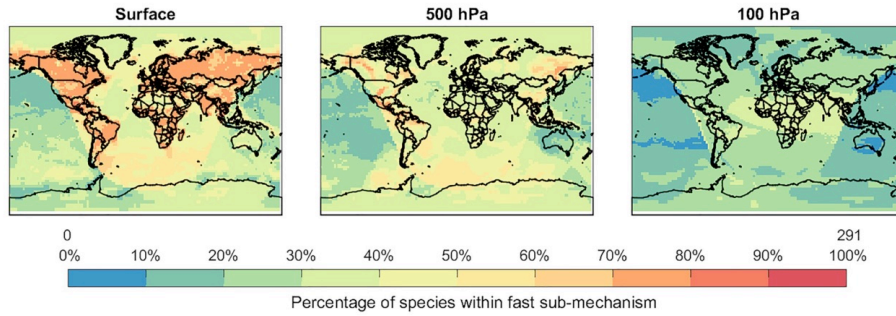 Surface 500 hPa 100 hPa
0 291
0% 10% 20% 30% 40% 50% 60% 70% 80% 90% 100%
Percentage of species within fast sub-mechanism